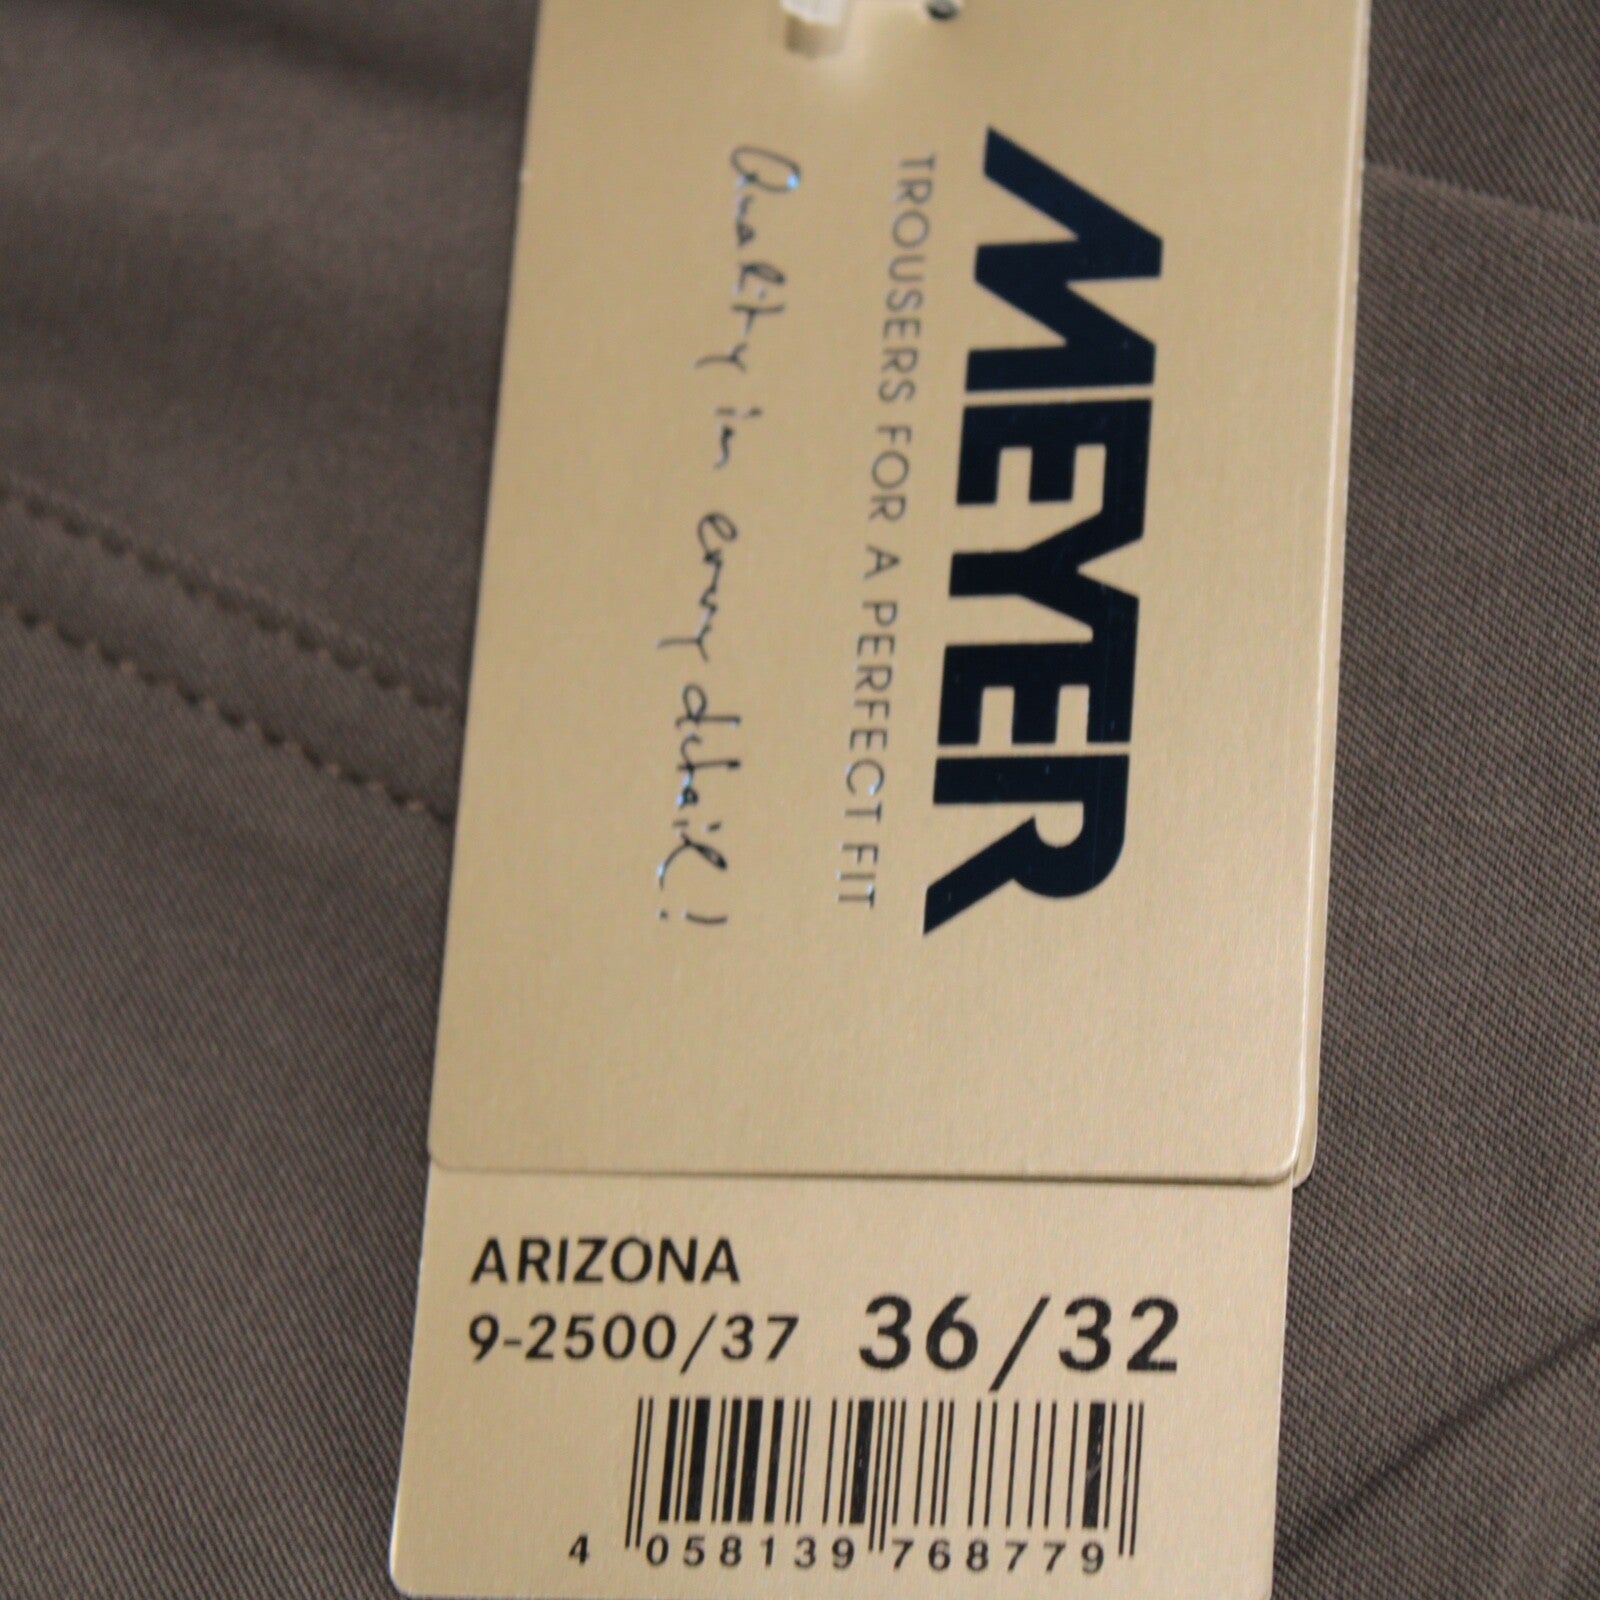 MEYER
TROUSERS FOR A PERFECT FIT
Quality in every detail!
ARIZONA
9-2500/37 36/32
4 058139 768779